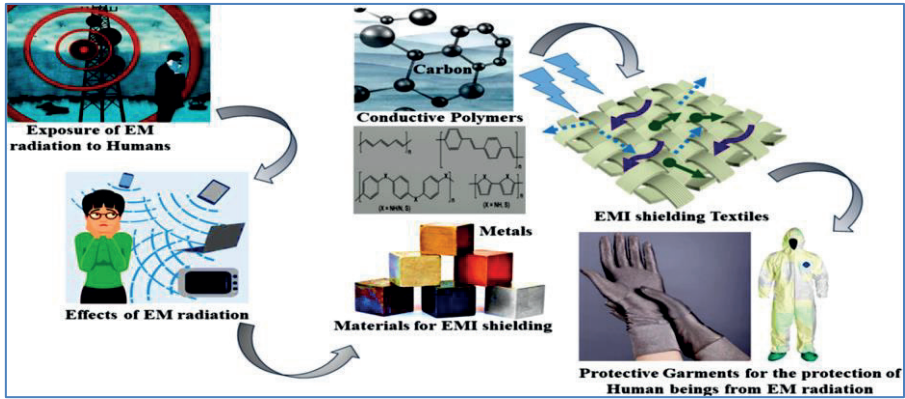 Exposure of EM
radiation to Humans
Effects of EM radiation
Carbon
Conductive Polymers
n
n
n
(X = NH/N, S)
X
n
(X = NH, S)
Metals
Materials for EMI shielding
EMI shielding Textiles
Protective Garments for the protection of
Human beings from EM radiation